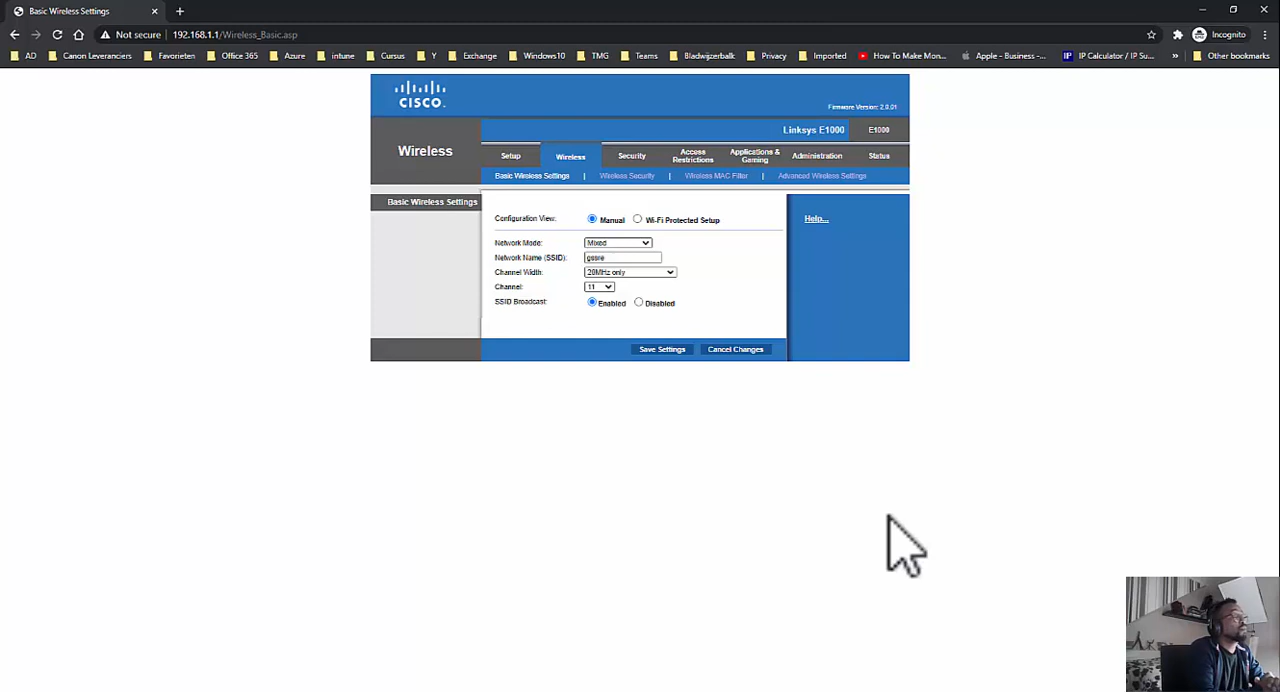 Basic Wireless Settings
Not secure 192.168.1.1/Wireless_Basic.asp Incognito
AD Canon Leveranciers Favorieten Office 365 Azure intune Cursus Y Exchange Windows10 TMG Teams Bladwijzerbalk Privacy Imported How To Make Mon... Apple - Business -... IP IP Calculator / IP Su... » Other bookmarks
CISCO.
Firmware Version: 2.0.01
Linksys E1000 E1000
Wireless
Setup Wireless Security Access Restrictions Applications & Gaming Administration Status
Basic Wireless Settings | Wireless Security | Wireless MAC Filter | Advanced Wireless Settings
Basic Wireless Settings
Configuration View: Manual Wi-Fi Protected Setup
Help...
Network Mode: Mixed
Network Name (SSID): gssre
Channel Width: 20MHz only
Channel: 11
SSID Broadcast: Enabled Disabled
Save Settings Cancel Changes